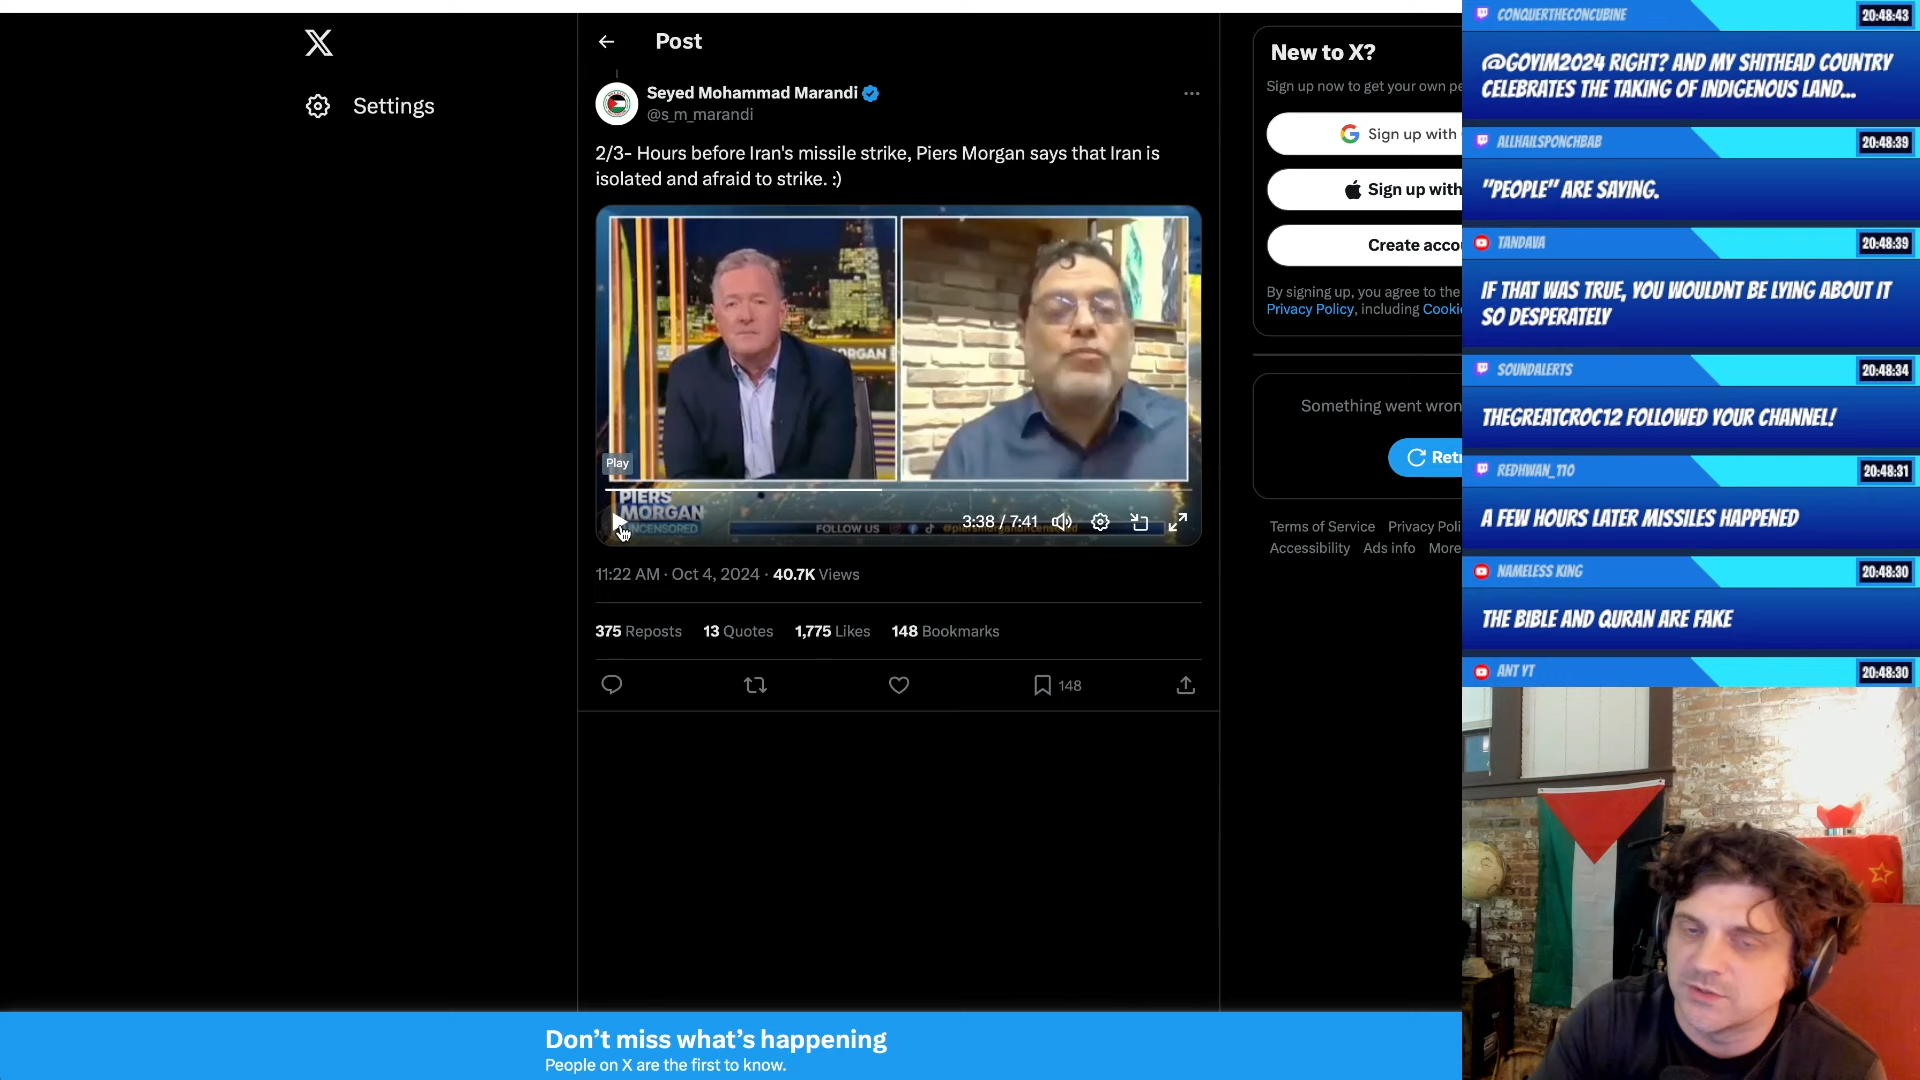 Settings
Post
Seyed Mohammad Marandi
@s_m_marandi
2/3- Hours before Iran's missile strike, Piers Morgan says that Iran is
isolated and afraid to strike. :)
Play
PIERS
MORGAN
UNCENSORED
FOLLOW US
3:38 / 7:41
11:22 AM · Oct 4, 2024 · 40.7K Views
375 Reposts 13 Quotes 1,775 Likes 148 Bookmarks
148
New to X?
Sign up now to get your own pe
Sign up with
Sign up with
Create acco
By signing up, you agree to the
Privacy Policy, including Cooki
Something went wron
Retr
Terms of Service Privacy Poli
Accessibility Ads info More
Don't miss what's happening
People on X are the first to know.
CONQUERTHECONCUBINE 20:48:43
@GOYIM2024 RIGHT? AND MY SHITHEAD COUNTRY
CELEBRATES THE TAKING OF INDIGENOUS LAND...
ALLHAILSPONCHBAB 20:48:39
"PEOPLE" ARE SAYING.
TANDAVA 20:48:39
IF THAT WAS TRUE, YOU WOULDNT BE LYING ABOUT IT
SO DESPERATELY
SOUNDALERTS 20:48:34
THEGREATCROC12 FOLLOWED YOUR CHANNEL!
REDHWAN_110 20:48:31
A FEW HOURS LATER MISSILES HAPPENED
NAMELESS KING 20:48:30
THE BIBLE AND QURAN ARE FAKE
ANT YT 20:48:30